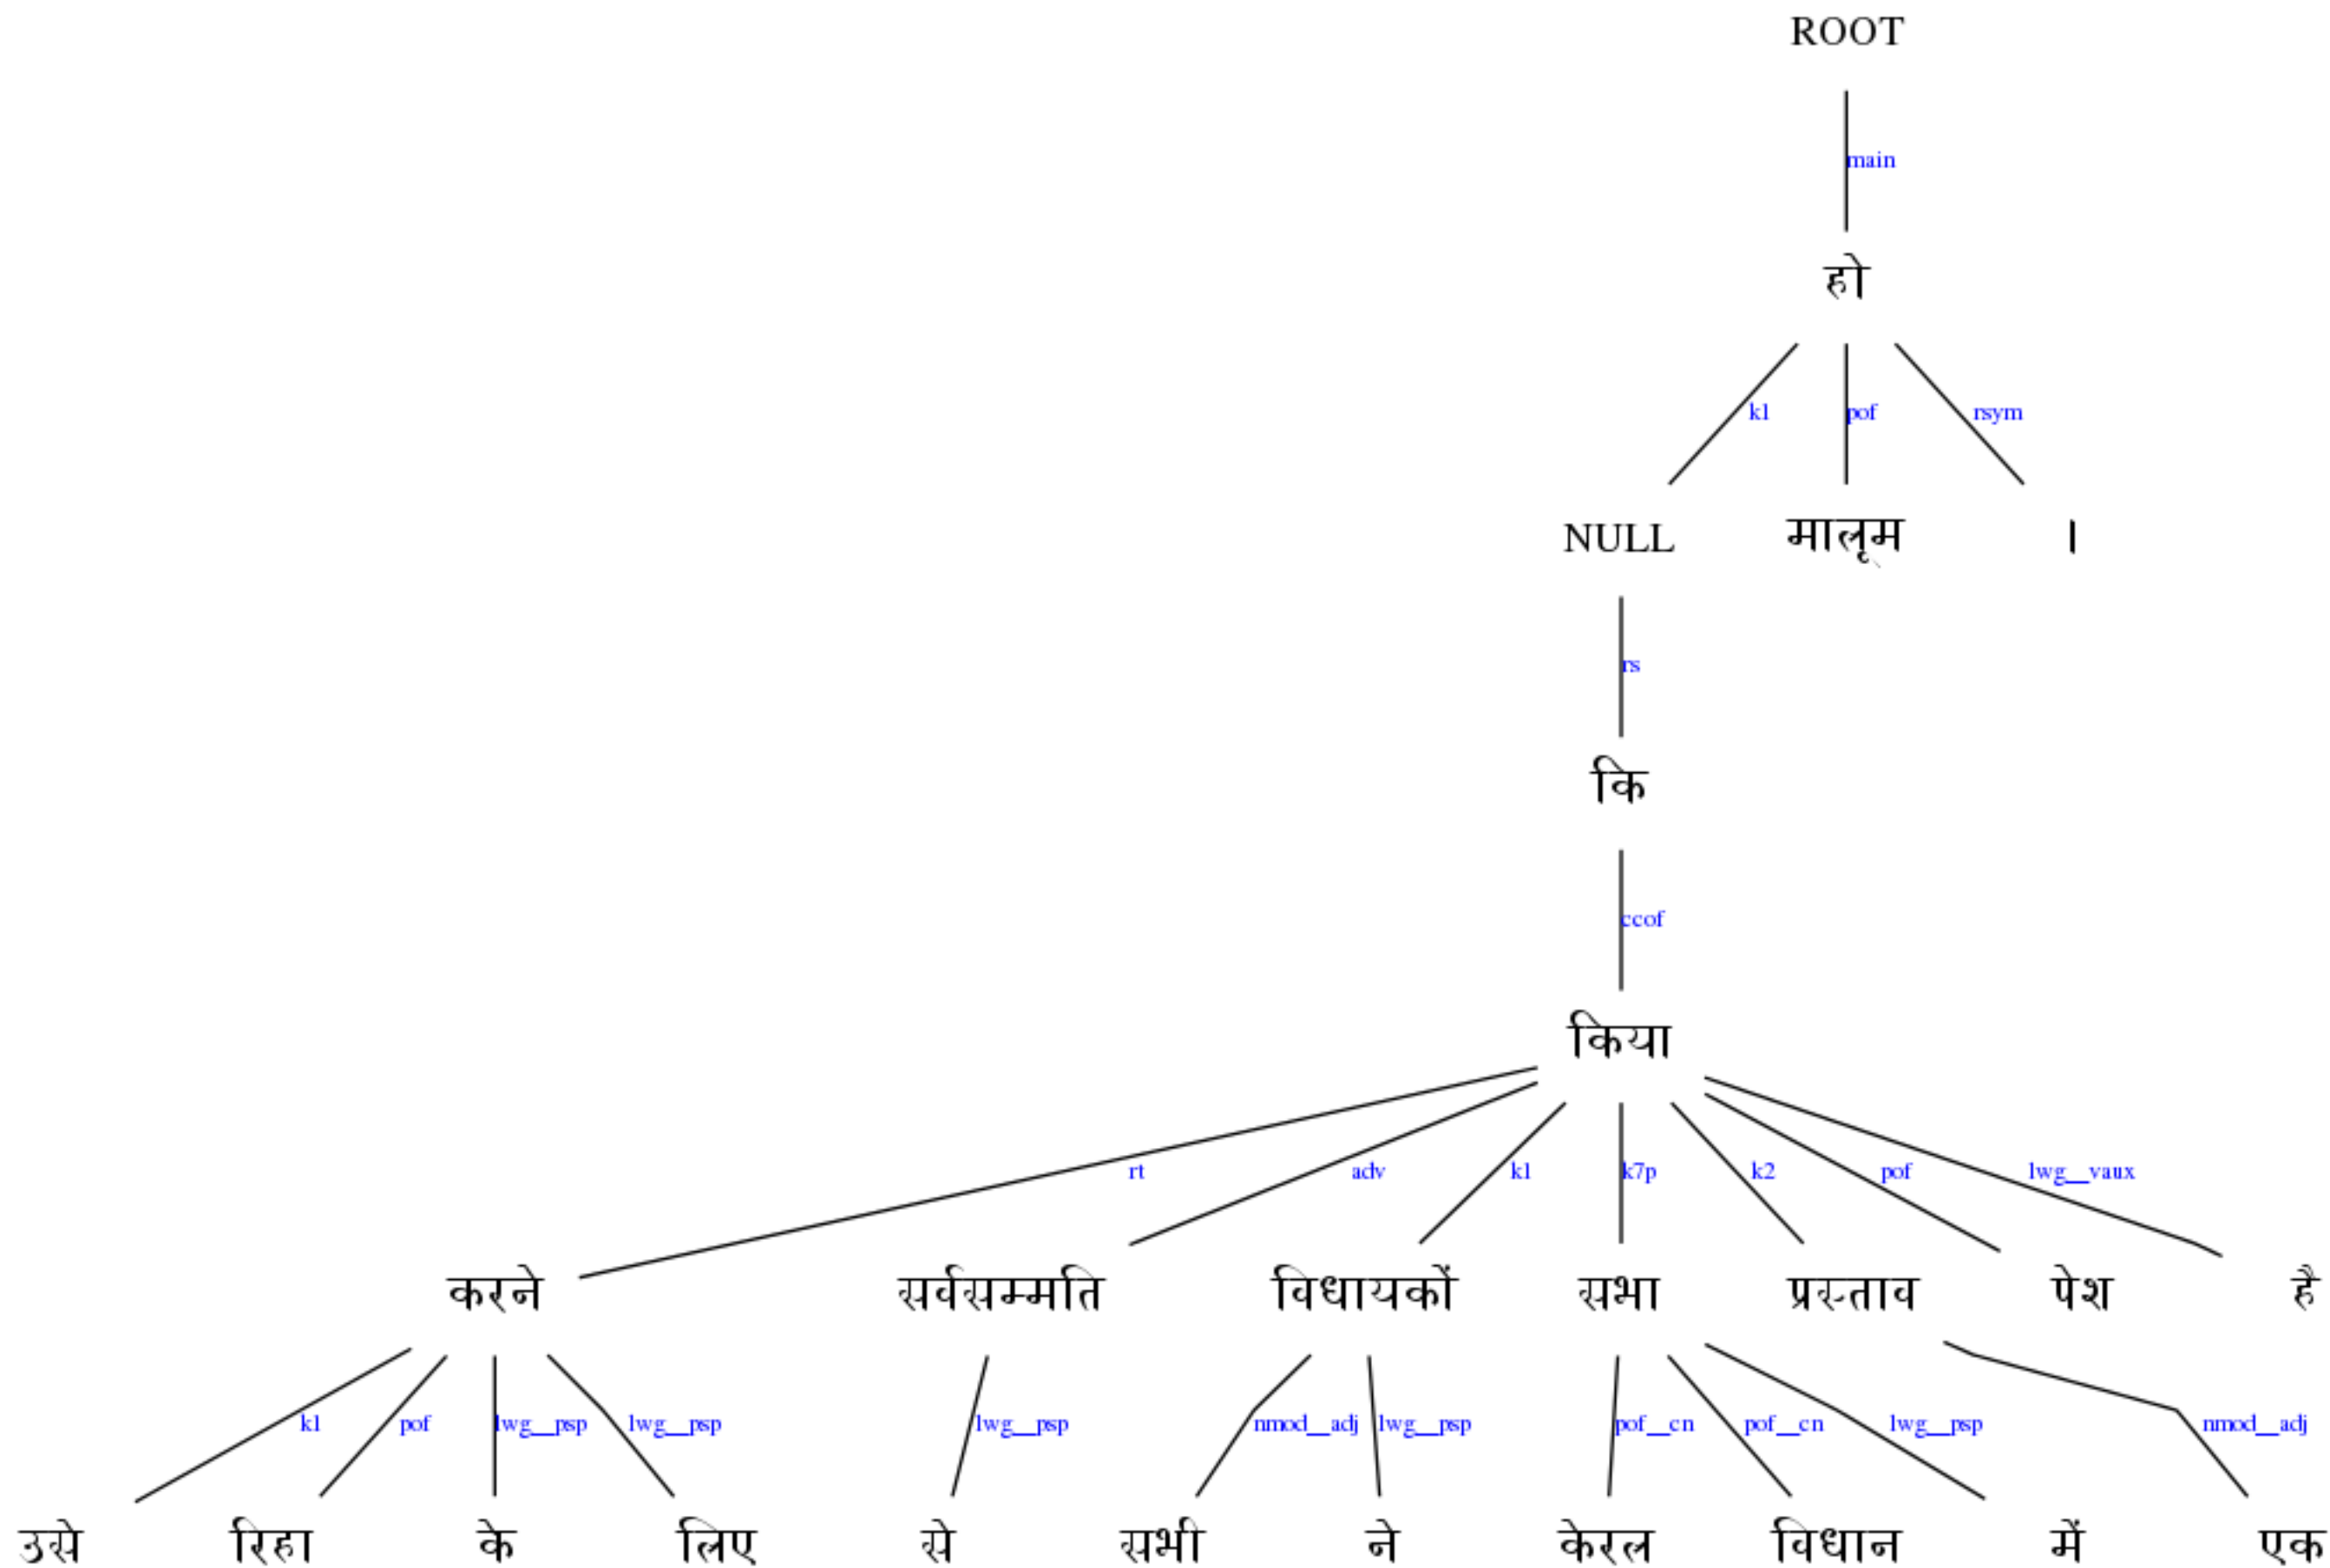 ROOT
main
हो
k1 pof rsym
NULL मालूम ।
rs
कि
ccof
किया
rt adv k1 k7p k2 pof lwg__vaux
करने सर्वसम्मति विधायकों सभा प्रस्ताव पेश है
k1 pof lwg__psp lwg__psp lwg__psp nmod__adj lwg__psp pof__cn pof__cn lwg__psp nmod__adj
उसे रिहा के लिए से सभी ने केरल विधान में एक